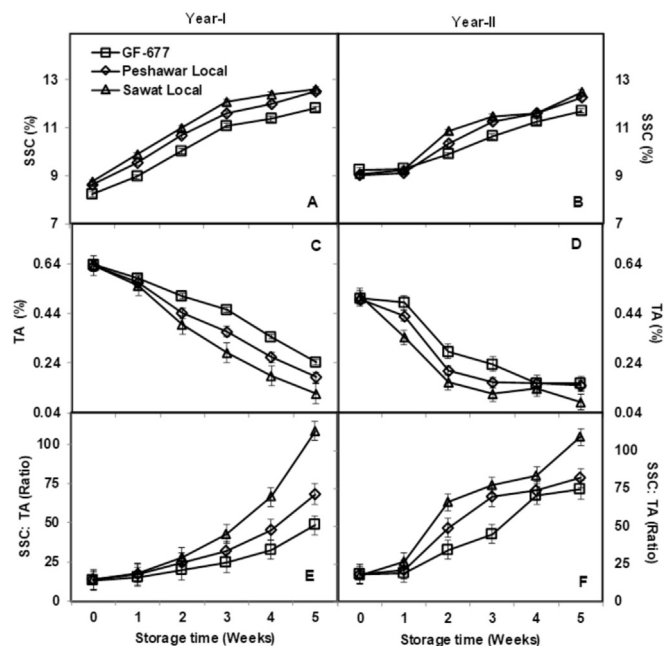 Year-I
Year-II
GF-677
Peshawar Local
Sawat Local
13
11
9
7
SSC (%)
A
13
11
9
7
SSC (%)
B
0.64
0.44
0.24
0.04
TA (%)
C
0.64
0.44
0.24
0.04
TA (%)
D
100
75
50
25
0
SSC: TA (Ratio)
E
100
75
50
25
0
SSC: TA (Ratio)
F
0 1 2 3 4 5
0 1 2 3 4 5
Storage time (Weeks)
Storage time (Weeks)